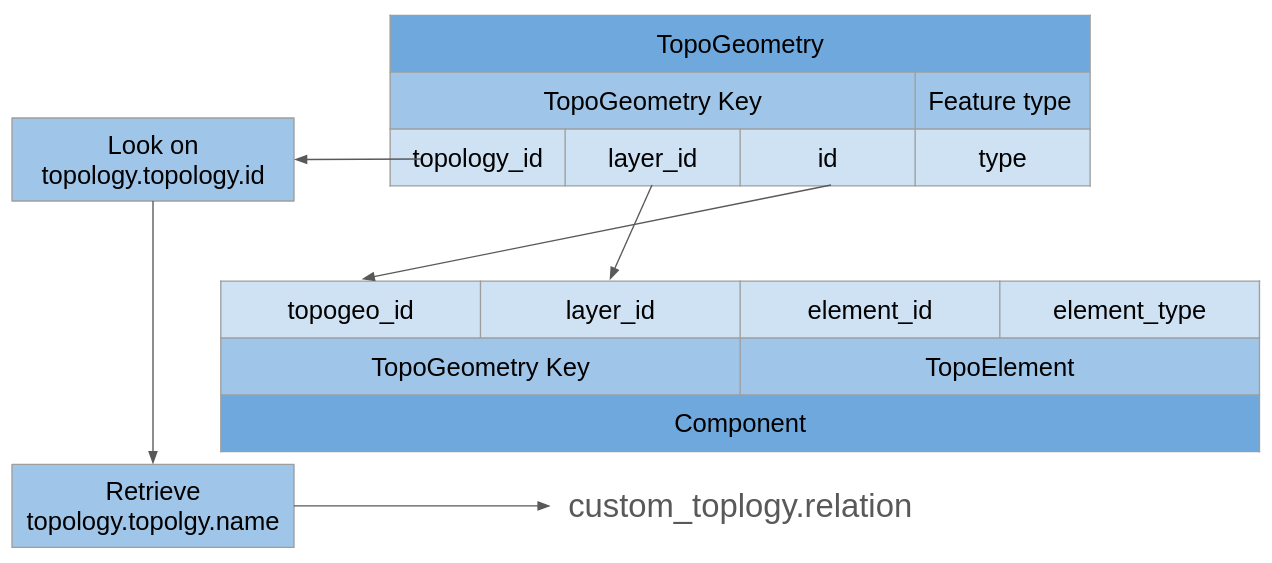 TopoGeometry
TopoGeometry Key
Feature type
topology_id
layer_id
id
type
Look on
topology.topology.id
topogeo_id
layer_id
element_id
element_type
TopoGeometry Key
TopoElement
Component
Retrieve
topology.topolgy.name
custom_toplogy.relation